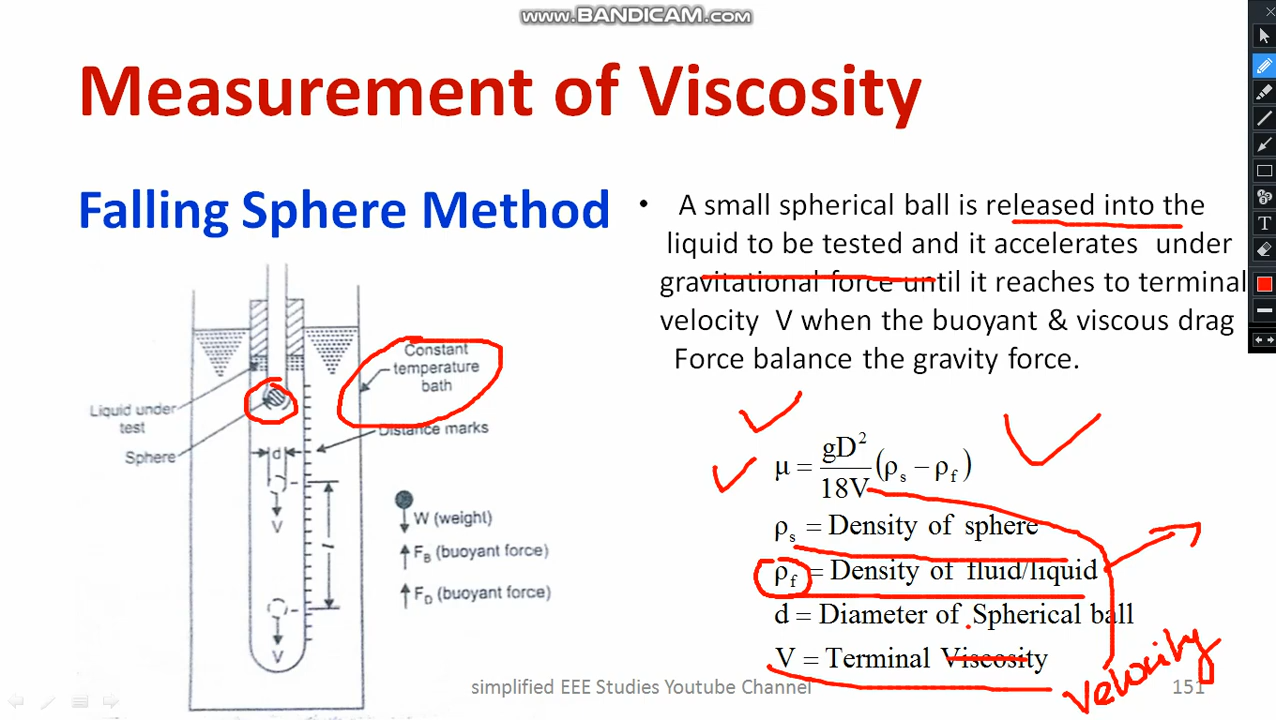 www.BANDICAM.com
Measurement of Viscosity
Falling Sphere Method
• A small spherical ball is released into the
liquid to be tested and it accelerates under
gravitational force until it reaches to terminal
velocity V when the buoyant & viscous drag
Force balance the gravity force.
Constant
temperature
bath
Liquid under
test
Sphere
Distance marks
d
V
l
V
W (weight)
F_B (buoyant force)
F_D (buoyant force)
μ = gD²/18V (ρ_s − ρ_f)
ρ_s = Density of sphere
ρ_f = Density of fluid/liquid
d = Diameter of Spherical ball
V = Terminal Viscosity
velocity
simplified EEE Studies Youtube Channel
151
T